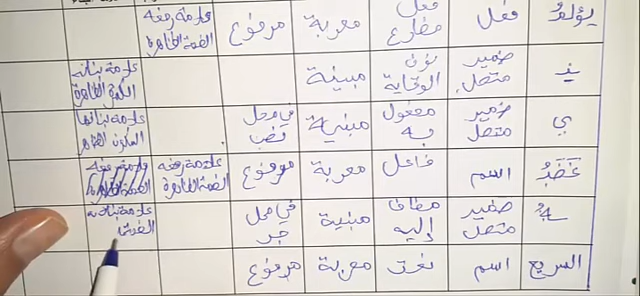 يؤلمُ فعل فعل مضارع معربة مرفوع علامة رفعه الضمة الظاهرة
نِـ ضمير متصل نون الوقاية مبنية علامة بنائه الكسرة الظاهرة
ي ضمير متصل مفعول به مبنية في محل نصب علامة بنائها السكون الظاهر
غَضَبُ اسم فاعل معربة مرفوع علامة رفعه الضمة الظاهرة
ـهُ ضمير متصل مضاف إليه مبنية في محل جر علامة بنائه الضمة
السريع اسم نعت معربة مرفوع